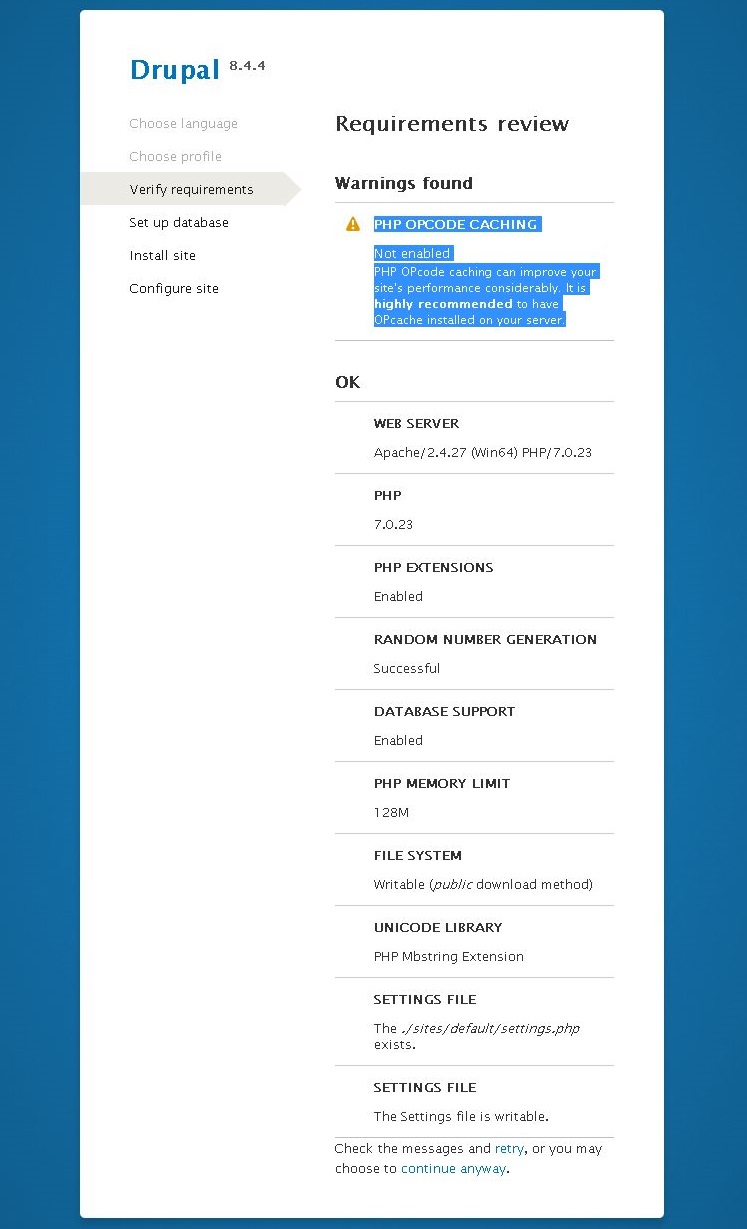 Drupal 8.4.4
Choose language
Choose profile
Verify requirements
Set up database
Install site
Configure site
Requirements review
Warnings found
PHP OPCODE CACHING
Not enabled
PHP OPcode caching can improve your
site's performance considerably. It is
highly recommended to have
OPcache installed on your server.
OK
WEB SERVER
Apache/2.4.27 (Win64) PHP/7.0.23
PHP
7.0.23
PHP EXTENSIONS
Enabled
RANDOM NUMBER GENERATION
Successful
DATABASE SUPPORT
Enabled
PHP MEMORY LIMIT
128M
FILE SYSTEM
Writable (public download method)
UNICODE LIBRARY
PHP Mbstring Extension
SETTINGS FILE
The ./sites/default/settings.php
exists.
SETTINGS FILE
The Settings file is writable.
Check the messages and retry, or you may
choose to continue anyway.